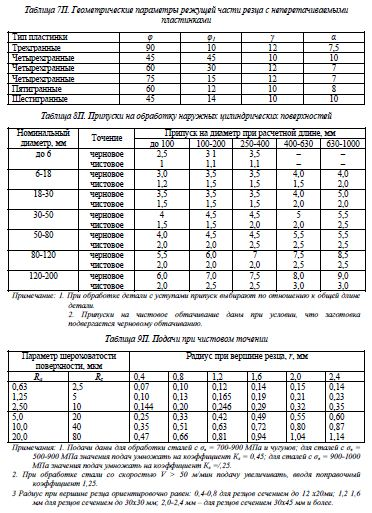 Таблица 7П. Геометрические параметры режущей части резца с неперетачиваемыми
пластинками
Тип пластинки φ φ₁ γ α
Трехгранные 90 10 12 7,5
Четырехгранные 45 45 10 10
Четырехгранные 60 30 12 7
Четырехгранные 75 15 12 7
Пятигранные 60 12 10 8
Шестигранные 45 14 10 10
Таблица 8П. Припуски на обработку наружных цилиндрических поверхностей
Номинальный диаметр, мм Точение Припуск на диаметр при расчетной длине, мм
до 100 100-200 250-400 400-630 630-1000
до 6 черновое 2,5 3 1 3,5 – –
чистовое 1 1,1 1,1 – –
6-18 черновое 3,0 3,5 3,5 4,0 4,0
чистовое 1,2 1,5 1,5 1,5 2,0
18-30 черновое 3,5 3,5 3,5 4,0 5,0
чистовое 1,5 1,5 1,5 2,0 2,0
30-50 черновое 4 4,5 4,5 5 5,5
чистовое 1,5 1,5 2,0 2,0 2,5
50-80 черновое 4,0 4,5 4,5 5,5 5,5
чистовое 2,0 2,0 2,5 2,5 2,5
80-120 черновое 5,5 6,0 7 7,5 8,5
чистовое 2,0 2,0 2,0 2,5 2,5
120-200 черновое 6,0 7,0 7,5 8,0 9,0
чистовое 2,0 2,5 2,5 3,0 3,0
Примечание: 1. При обработке детали с уступами припуск выбирают по отношению к общей длине
детали.
2. Припуски на чистовое обтачивание даны при условии, что заготовка
подвергается черновому обтачиванию.
Таблица 9П. Подачи при чистовом точении
Параметр шероховатости Радиус при вершине резца, r, мм
поверхности, мкм
Rₐ R_z 0,4 0,8 1,2 1,6 2,0 2,4
0,63 2,5 0,07 0,10 0,12 0,14 0,15 0,14
1,25 5 0,10 0,13 0,165 0,19 0,21 0,23
2,50 10 0,144 0,20 0,246 0,29 0,32 0,35
5,0 20 0,25 0,33 0,42 0,49 0,55 0,60
10,0 40 0,35 0,51 0,63 0,72 0,80 0,87
20,0 80 0,47 0,66 0,81 0,94 1,04 1,14
Примечания: 1. Подачи даны для обработки сталей с σ = 700-900 МПа и чугунов; для сталей с σ =
500-900 МПа значения подач умножать на коэффициент K = 0,45; для сталей с σ = 900-1000
МПа значения подач умножать на коэффициент K =/,25.
2. При обработке стали со скоростью V > 50 м/мин подачу увеличивать, вводя поправочный
коэффициент 1,25.
3 Радиус при вершине резца ориентировочно равен: 0,4-0,8 для резцов сечением до 12 х20мм; 1,2 1,6
мм для резцов сечением до 30х30 мм; 2,0-2,4 мм – для резцов сечением 30х45 мм и более.